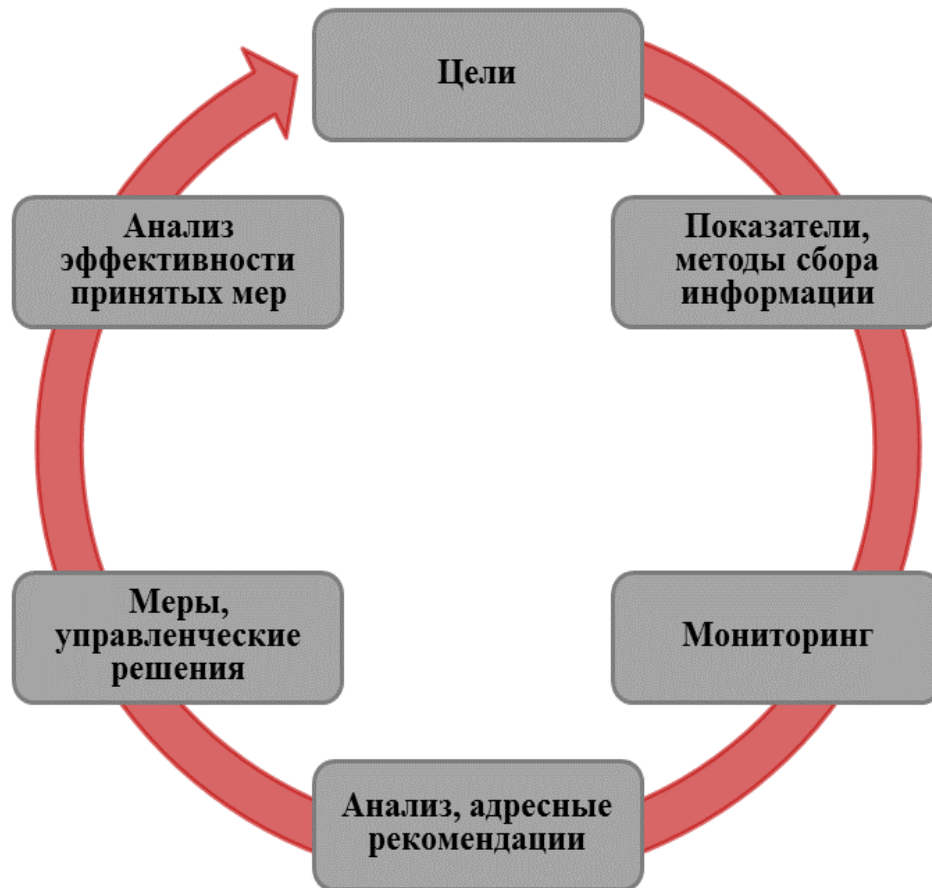 Цели
Показатели,
методы сбора
информации
Мониторинг
Анализ, адресные
рекомендации
Меры,
управленческие
решения
Анализ
эффективности
принятых мер